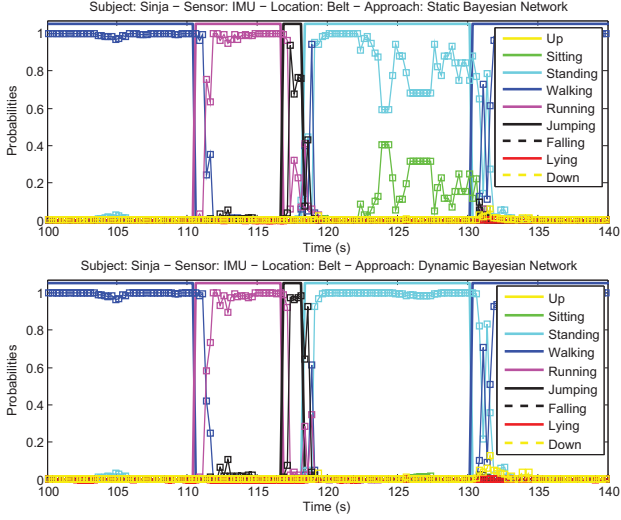 Subject: Sinja − Sensor: IMU − Location: Belt − Approach: Static Bayesian Network
Probabilities
1
0.8
0.6
0.4
0.2
0
Up
Sitting
Standing
Walking
Running
Jumping
Falling
Lying
Down
100 105 110 115 120 125 130 135 140
Time (s)
Subject: Sinja − Sensor: IMU − Location: Belt − Approach: Dynamic Bayesian Network
Probabilities
1
0.8
0.6
0.4
0.2
0
Up
Sitting
Standing
Walking
Running
Jumping
Falling
Lying
Down
100 105 110 115 120 125 130 135 140
Time (s)